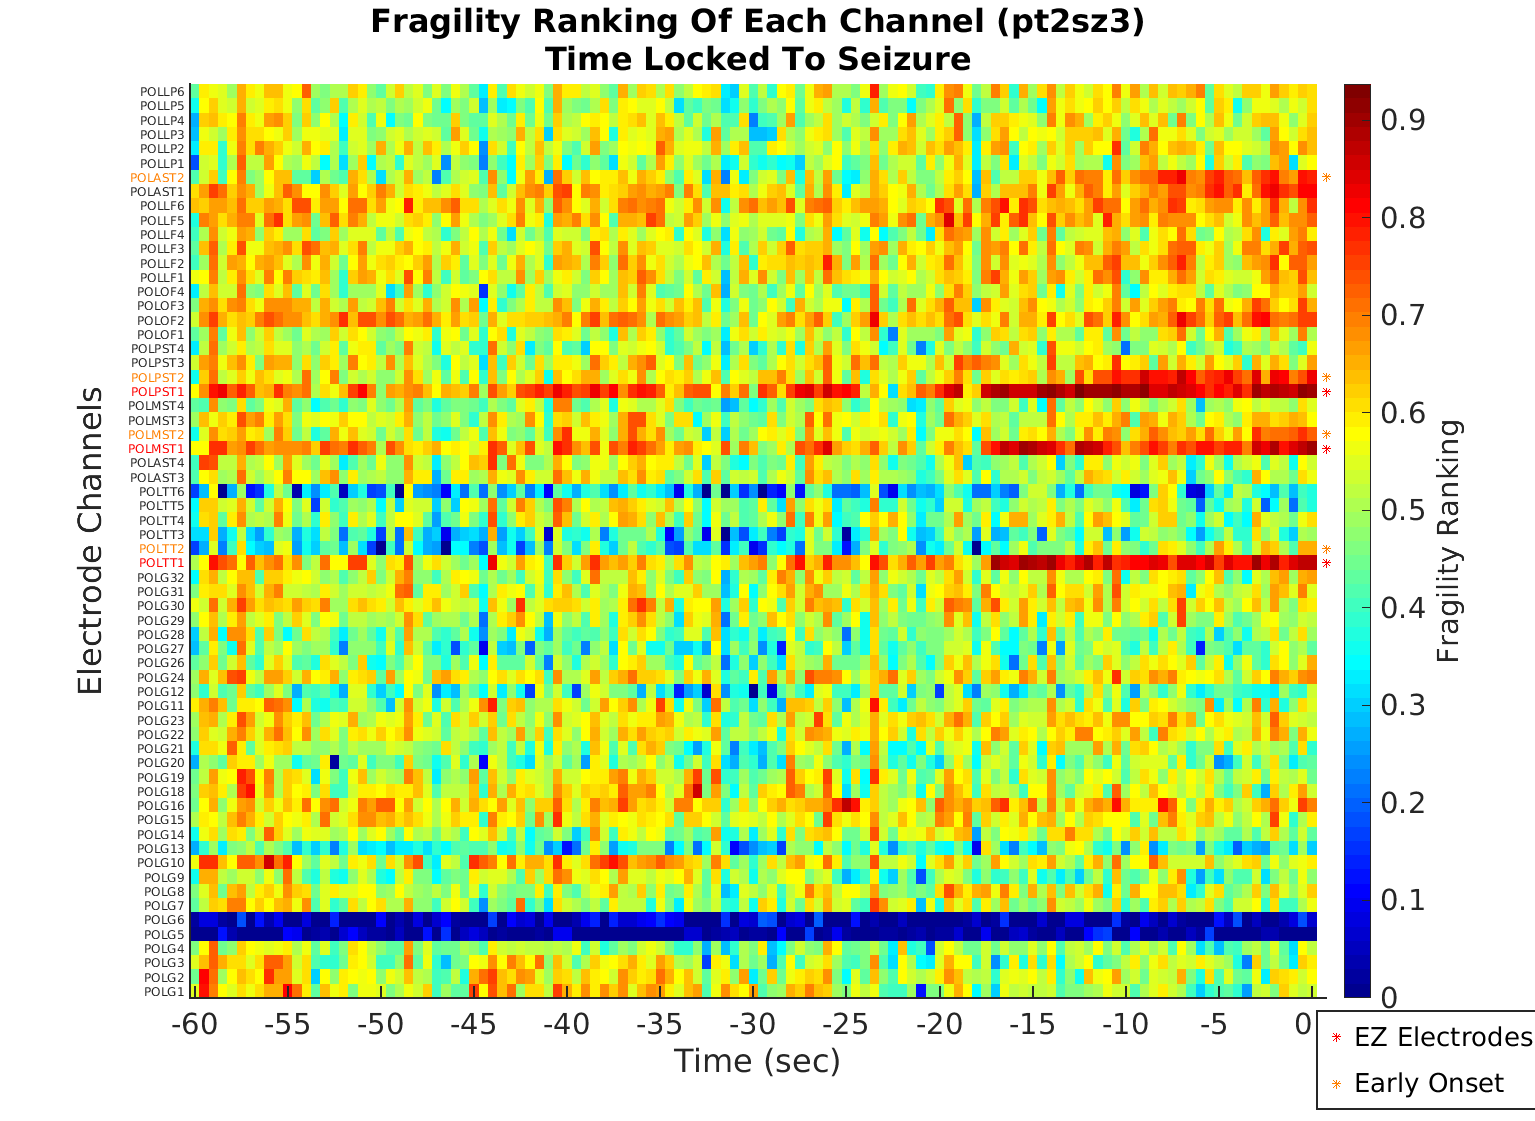 Fragility Ranking Of Each Channel (pt2sz3)
Time Locked To Seizure
POLLP6
POLLP5
POLLP4
POLLP3
POLLP2
POLLP1
POLAST2
POLAST1
POLLF6
POLLF5
POLLF4
POLLF3
POLLF2
POLLF1
POLOF4
POLOF3
POLOF2
POLOF1
POLPST4
POLPST3
POLPST2
POLPST1
POLMST4
POLMST3
POLMST2
POLMST1
POLAST4
POLAST3
POLTT6
POLTT5
POLTT4
POLTT3
POLTT2
POLTT1
POLG32
POLG31
POLG30
POLG29
POLG28
POLG27
POLG26
POLG24
POLG12
POLG11
POLG23
POLG22
POLG21
POLG20
POLG19
POLG18
POLG16
POLG15
POLG14
POLG13
POLG10
POLG9
POLG8
POLG7
POLG6
POLG5
POLG4
POLG3
POLG2
POLG1
Electrode Channels
-60 -55 -50 -45 -40 -35 -30 -25 -20 -15 -10 -5 0
Time (sec)
0.9
0.8
0.7
0.6
0.5
0.4
0.3
0.2
0.1
0
Fragility Ranking
EZ Electrodes
Early Onset